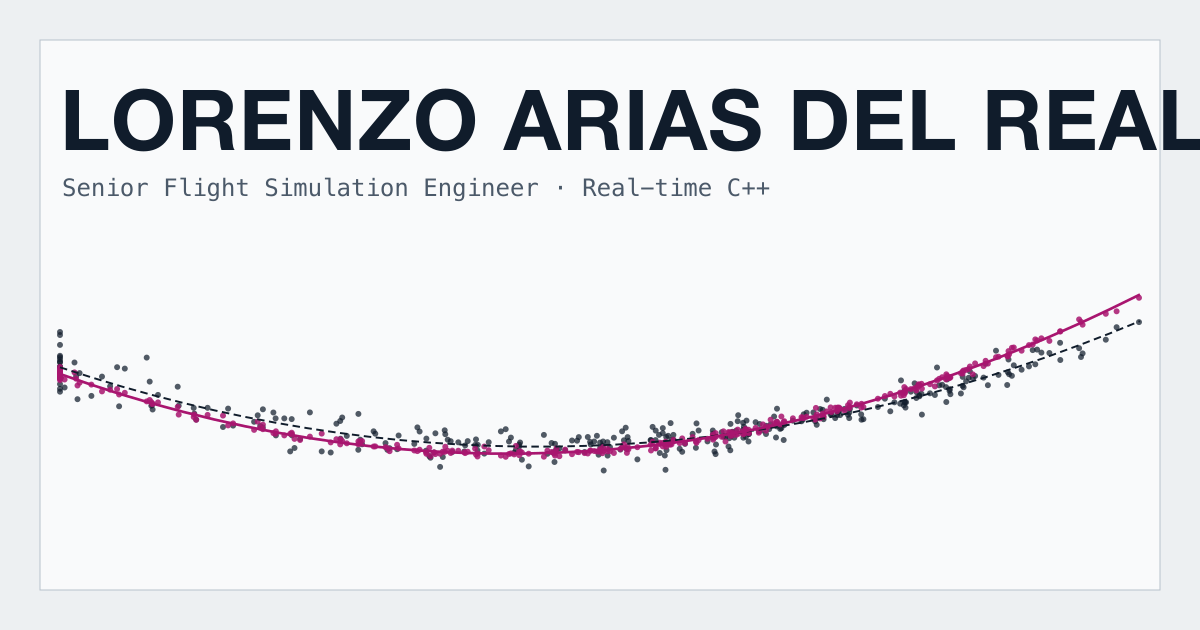 LORENZO ARIAS DEL REAL
Senior Flight Simulation Engineer · Real-time C++